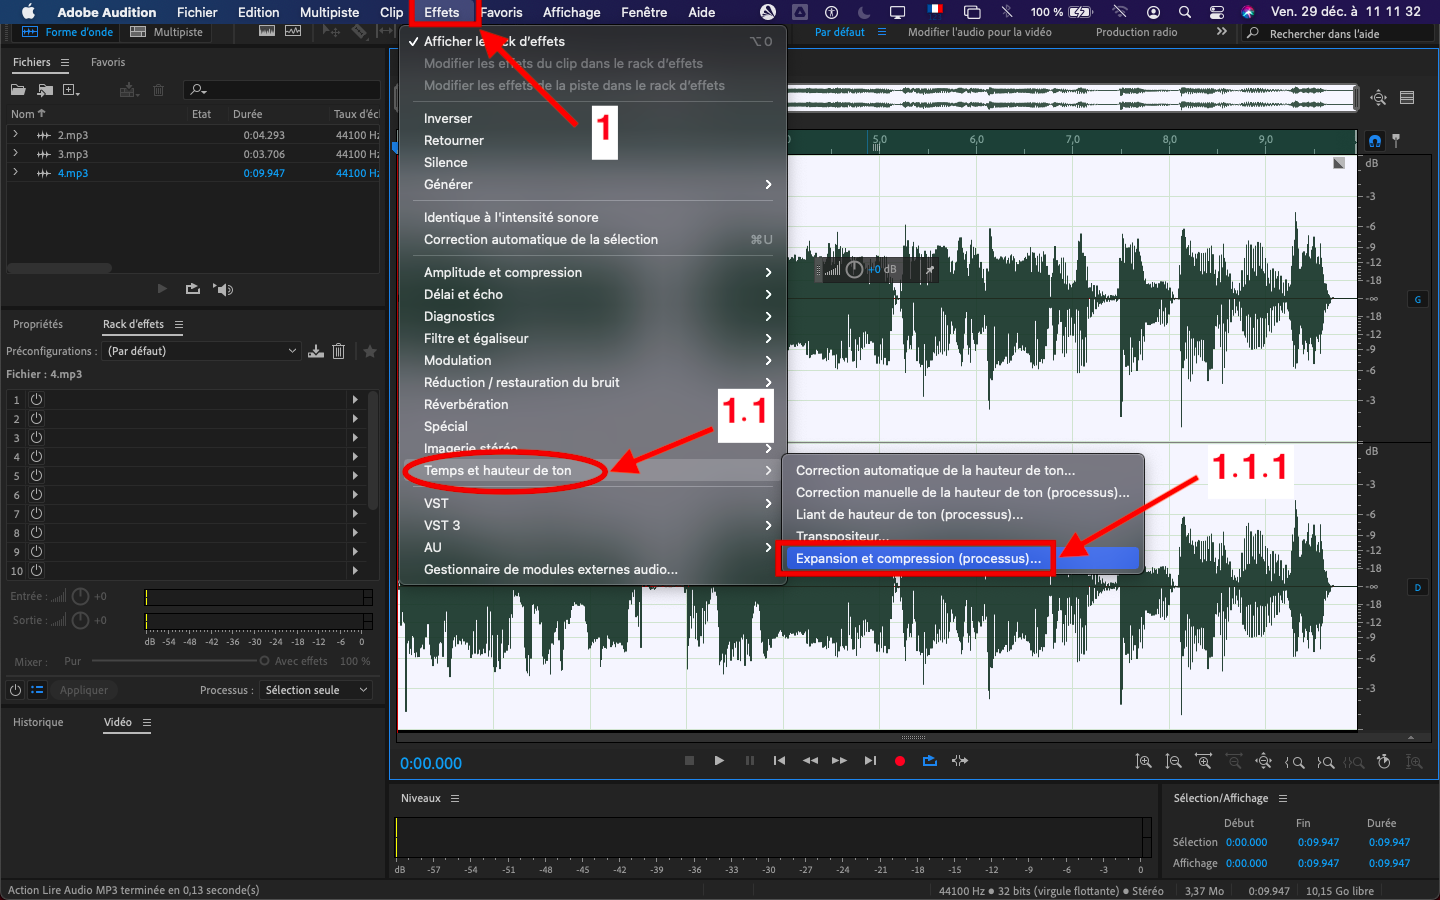 Adobe Audition Fichier Edition Multipiste Clip Effets Favoris Affichage Fenêtre Aide 100 % Ven. 29 déc. à 11 11 32
Forme d'onde Multipiste Par défaut Modifier l'audio pour la vidéo Production radio Rechercher dans l'aide
Fichiers Favoris
Nom Etat Durée Taux d'éc
2.mp3 0:04.293 44100 Hz
3.mp3 0:03.706 44100 Hz
4.mp3 0:09.947 44100 Hz
Propriétés Rack d'effets
Préconfigurations : (Par défaut)
Fichier : 4.mp3
1
2
3
4
5
6
7
8
9
10
Entrée : +0
Sortie : +0
dB -54 -48 -42 -36 -30 -24 -18 -12 -6 0
Mixer : Pur Avec effets 100 %
Appliquer Processus : Sélection seule
Historique Vidéo
Afficher le rack d'effets ⌥0
Modifier les effets du clip dans le rack d'effets
Modifier les effets de la piste dans le rack d'effets
Inverser
Retourner
Silence
Générer
Identique à l'intensité sonore
Correction automatique de la sélection ⌘U
Amplitude et compression
Délai et écho
Diagnostics
Filtre et égaliseur
Modulation
Réduction / restauration du bruit
Réverbération
Spécial
Imagerie stéréo
Temps et hauteur de ton
VST
VST 3
AU
Gestionnaire de modules externes audio...
1
1.1
1.1.1
Correction automatique de la hauteur de ton...
Correction manuelle de la hauteur de ton (processus)...
Liant de hauteur de ton (processus)...
Transpositeur...
Expansion et compression (processus)...
5,0 6,0 7,0 8,0 9,0
+0 dB
dB
-3
-6
-9
-12
-18
-∞
-18
-12
-9
-6
-3
G
dB
-3
-6
-9
-12
-18
-∞
-18
-12
-9
-6
-3
D
0:00.000
Niveaux
dB -57 -54 -51 -48 -45 -42 -39 -36 -33 -30 -27 -24 -21 -18 -15 -12 -9 -6 -3 0
Sélection/Affichage
Début Fin Durée
Sélection 0:00.000 0:09.947 0:09.947
Affichage 0:00.000 0:09.947 0:09.947
Action Lire Audio MP3 terminée en 0,13 seconde(s) 44100 Hz ● 32 bits (virgule flottante) ● Stéréo 3,37 Mo 0:09.947 10,15 Go libre